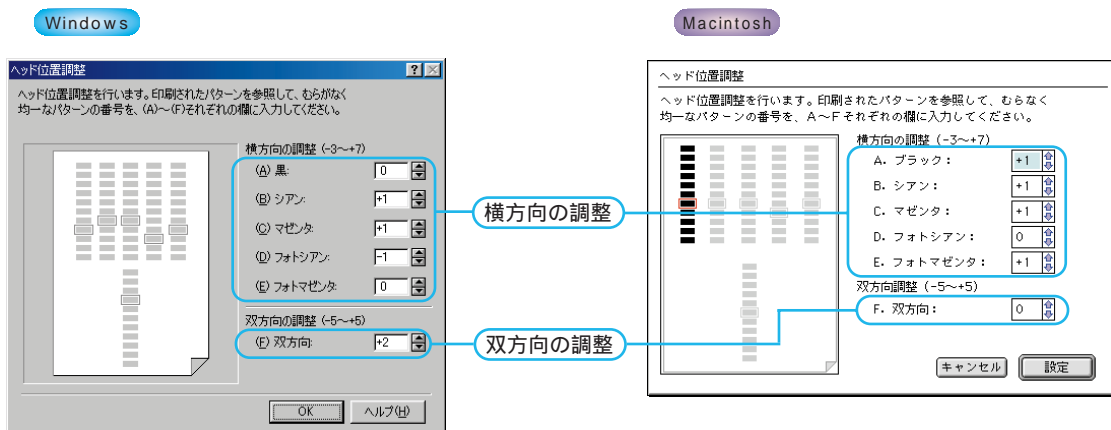 Windows
ヘッド位置調整
ヘッド位置調整を行います。印刷されたパターンを参照して、むらがなく
均一なパターンの番号を、(A)～(F)それぞれの欄に入力してください。
横方向の調整 (-3～+7)
(A) 黒: 0
(B) シアン: +1
(C) マゼンタ: +1
(D) フォトシアン: -1
(E) フォトマゼンタ: 0
双方向の調整 (-5～+5)
(F) 双方向: +2
OK ヘルプ(H)
横方向の調整
双方向の調整
Macintosh
ヘッド位置調整
ヘッド位置調整を行います。印刷されたパターンを参照して、むらなく
均一なパターンの番号を、A～Fそれぞれの欄に入力してください。
横方向の調整 (-3～+7)
A. ブラック: +1
B. シアン: +1
C. マゼンタ: +1
D. フォトシアン: 0
E. フォトマゼンタ: +1
双方向調整 (-5～+5)
F. 双方向: 0
キャンセル 設定